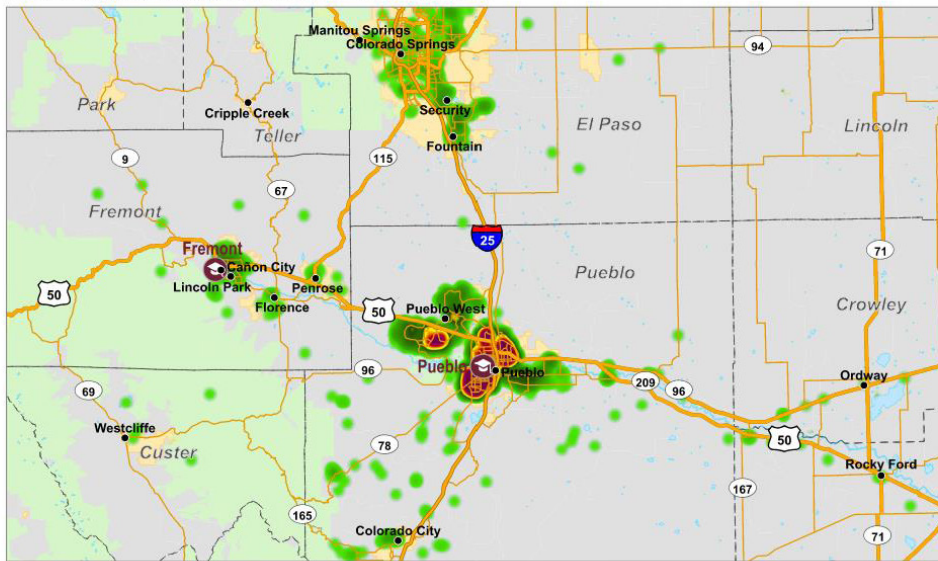 Manitou Springs
Colorado Springs
94
Park
Cripple Creek
Security
El Paso
Lincoln
Teller
Fountain
9
115
67
Fremont
25
71
Fremont
Cañon City
Lincoln Park
Penrose
Pueblo
50
Florence
50
Pueblo West
Crowley
Pueblo
Pueblo
96
209
96
Ordway
69
Westcliffe
78
50
Custer
Rocky Ford
167
165
Colorado City
71